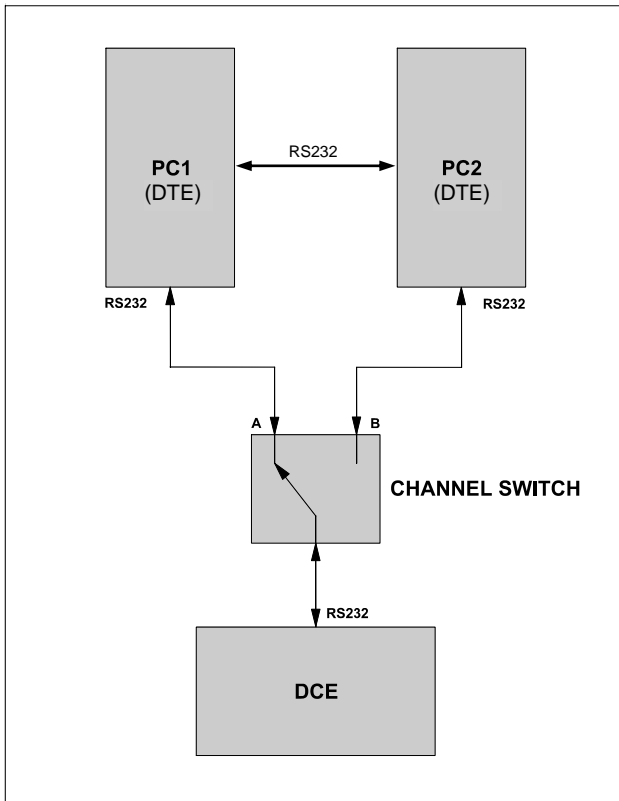 RS232
PC1
(DTE)
PC2
(DTE)
RS232
RS232
A
B
CHANNEL SWITCH
RS232
DCE